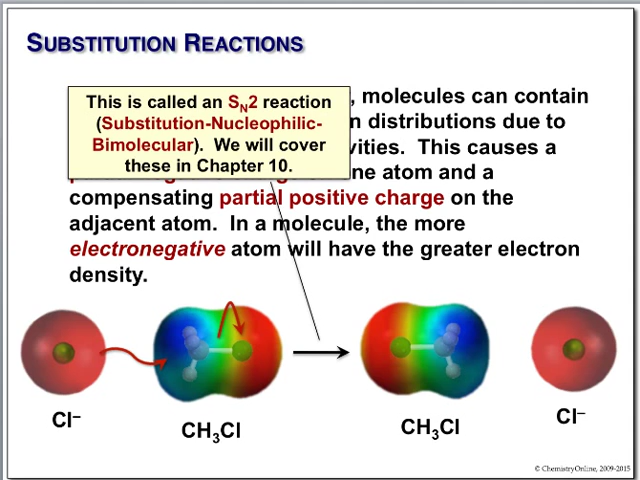 SUBSTITUTION REACTIONS
This is called an SN2 reaction
(Substitution-Nucleophilic-
Bimolecular). We will cover
these in Chapter 10.
, molecules can contain
n distributions due to
vities. This causes a
ne atom and a
compensating partial positive charge on the
adjacent atom. In a molecule, the more
electronegative atom will have the greater electron
density.
Cl–
CH3Cl
CH3Cl
Cl–
© ChemistryOnline, 2009-2015